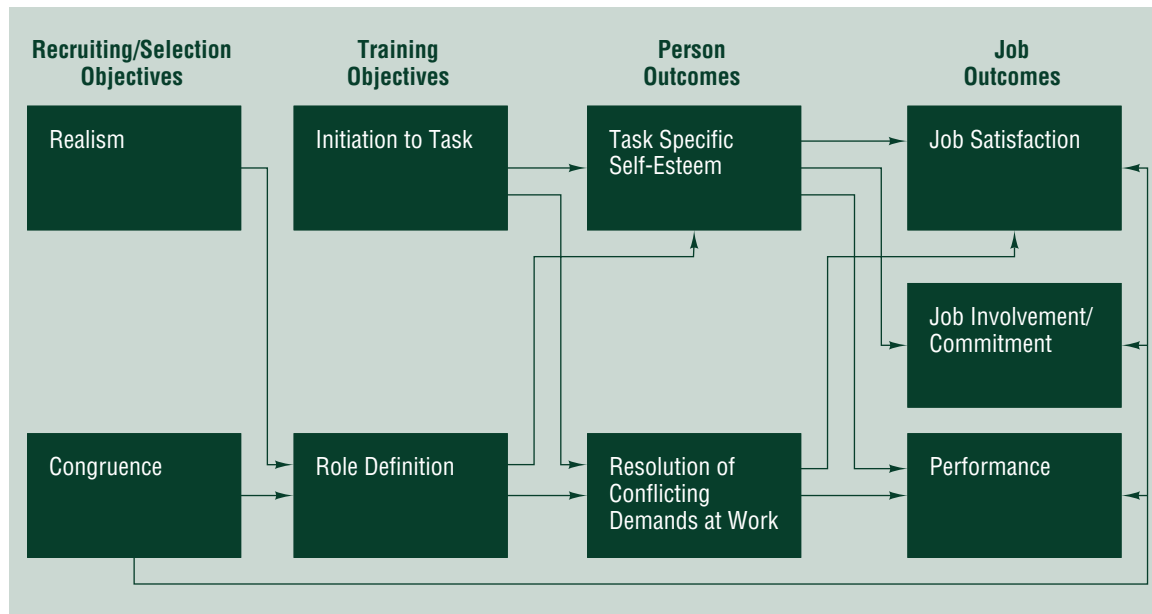 Recruiting/Selection
Objectives
Training
Objectives
Person
Outcomes
Job
Outcomes
Realism
Initiation to Task
Task Specific
Self-Esteem
Job Satisfaction
Job Involvement/
Commitment
Congruence
Role Definition
Resolution of
Conflicting
Demands at Work
Performance